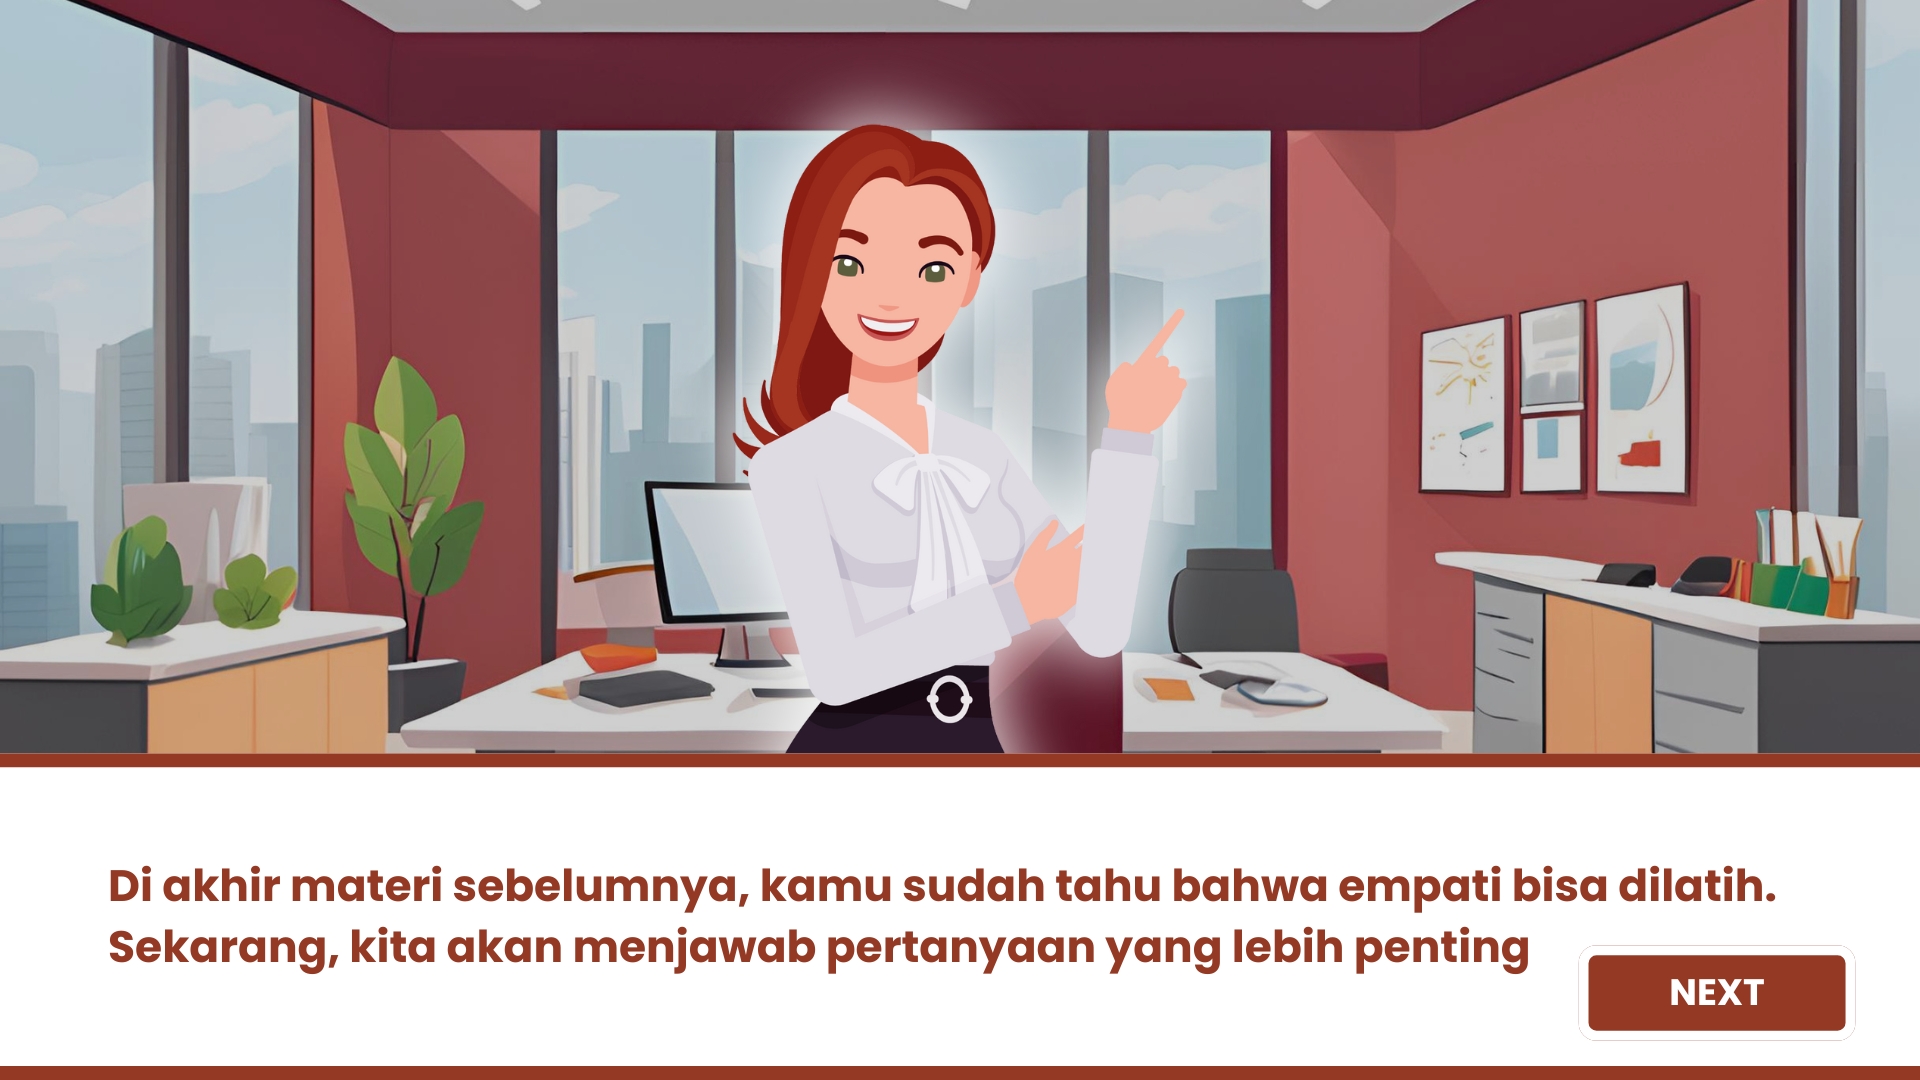 Di akhir materi sebelumnya, kamu sudah tahu bahwa empati bisa dilatih.
Sekarang, kita akan menjawab pertanyaan yang lebih penting
NEXT